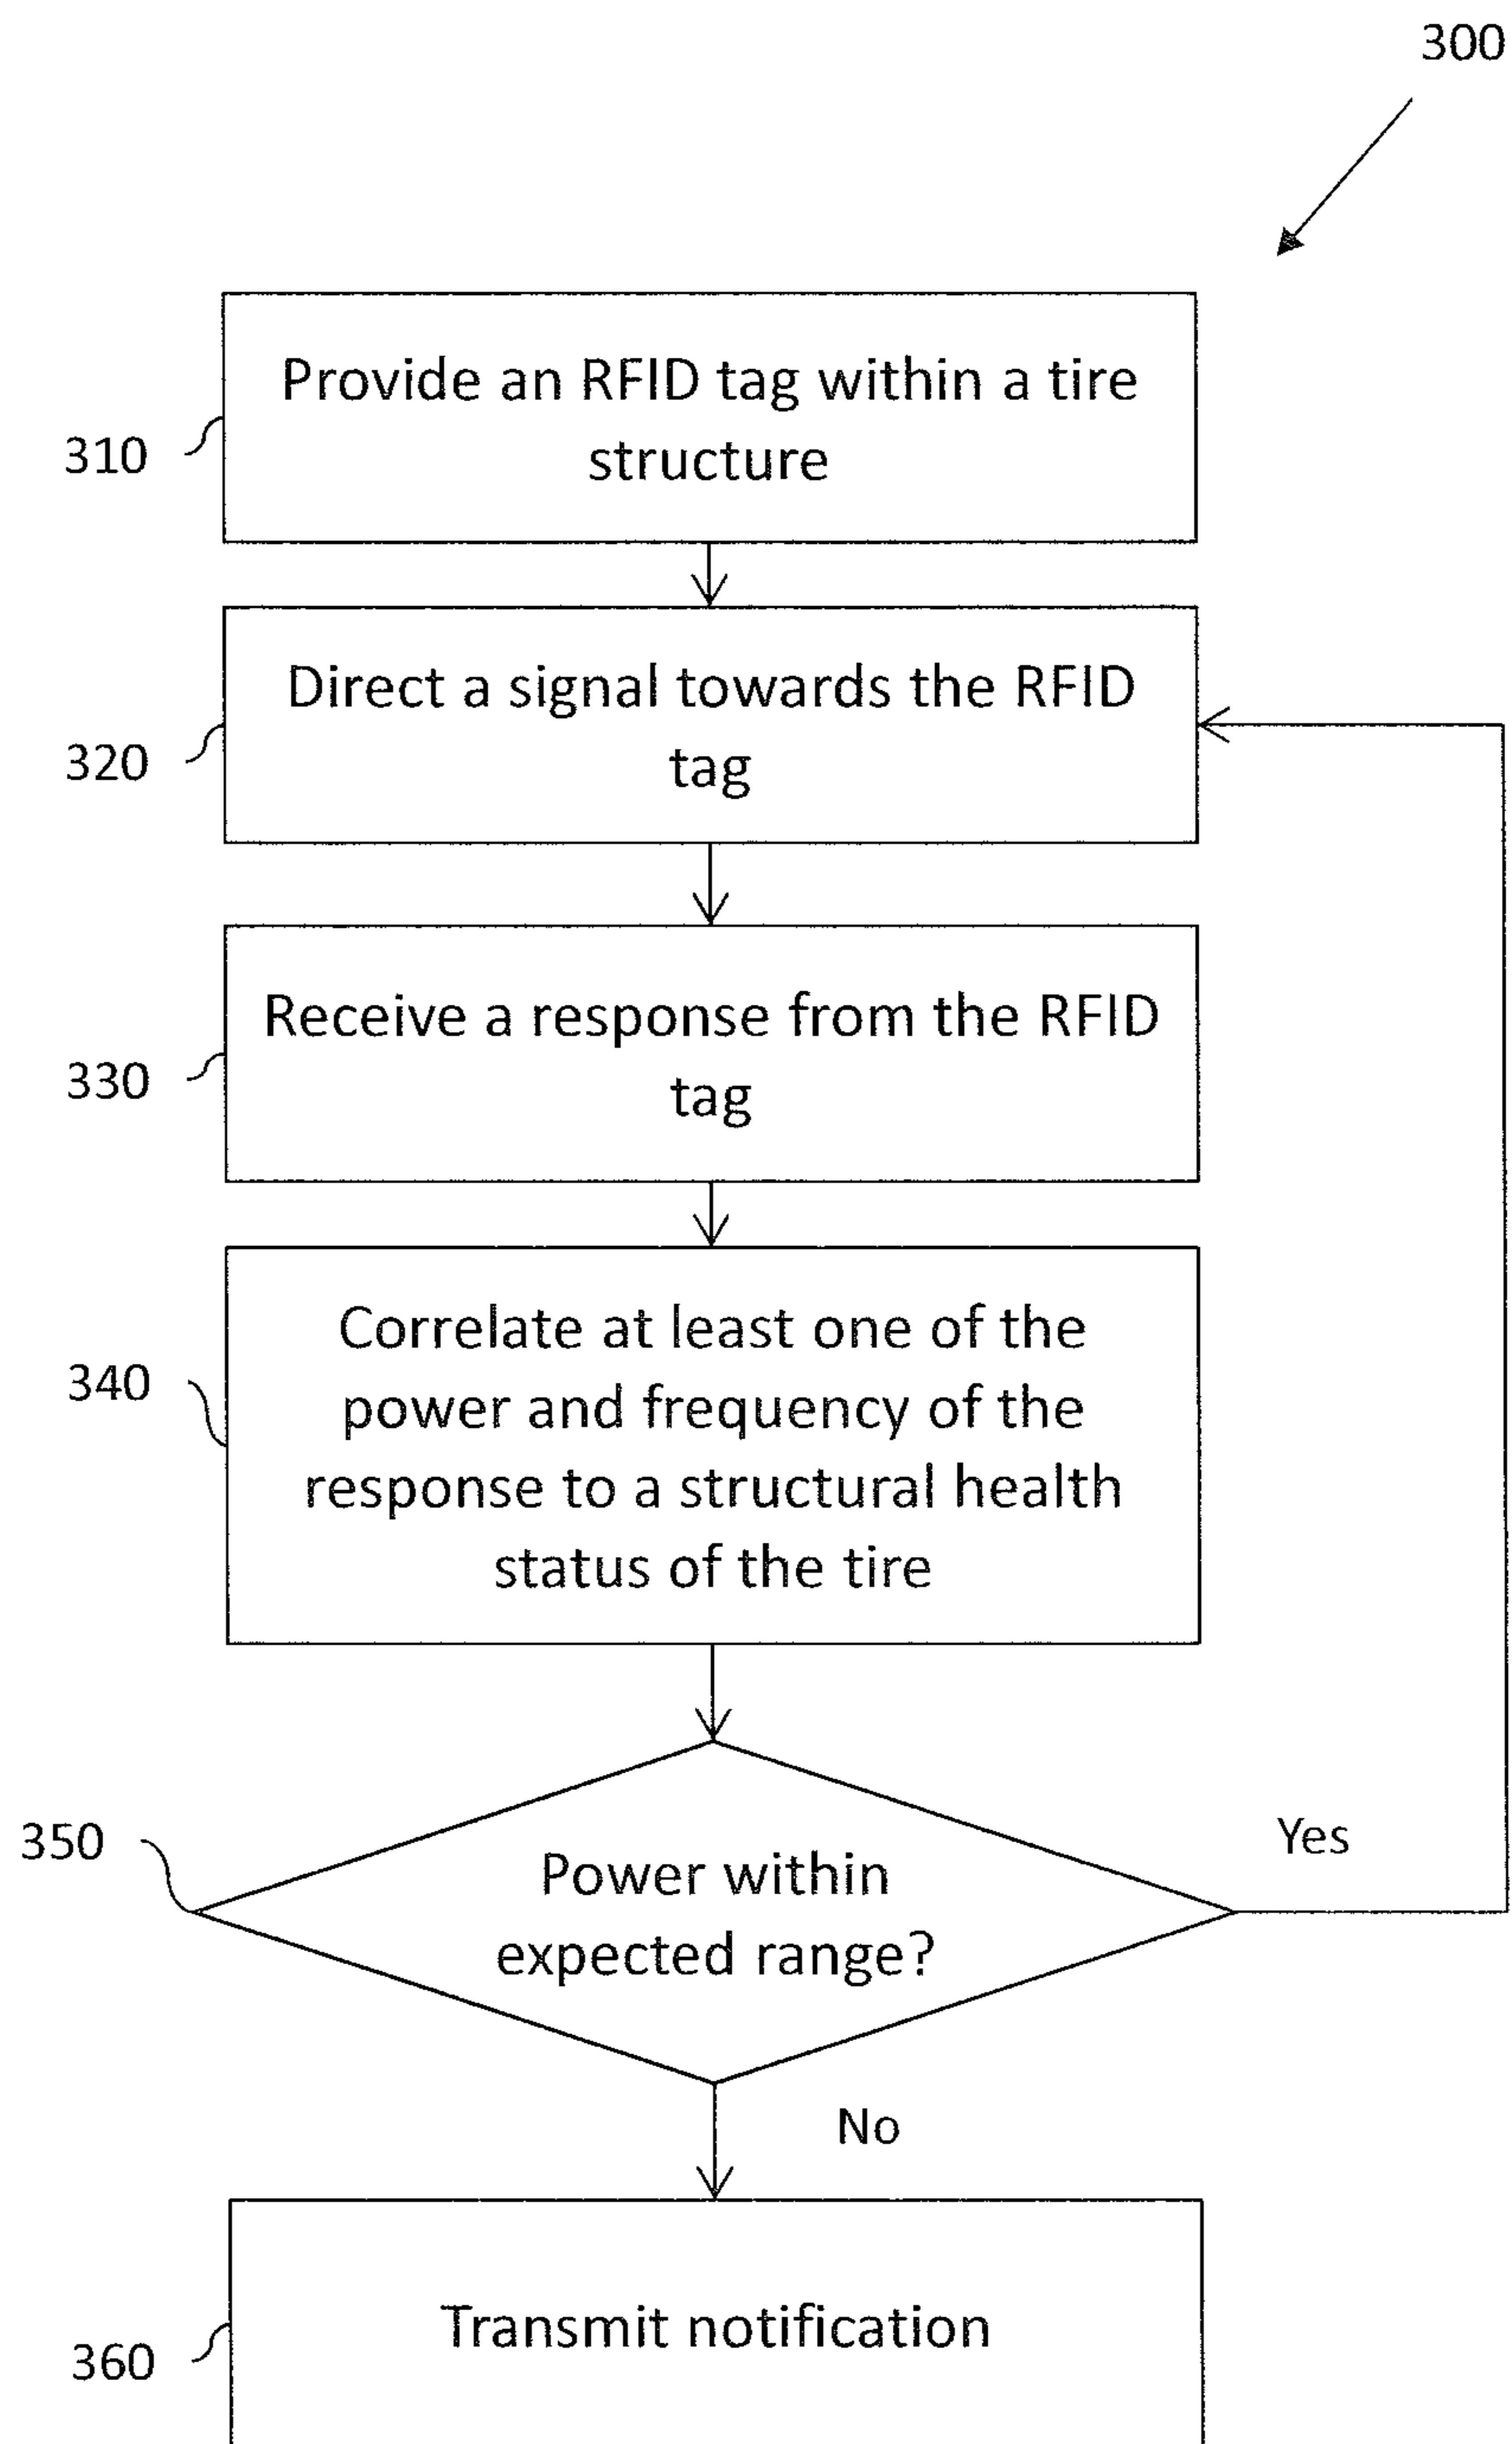 300
Provide an RFID tag within a tire
structure
310
Direct a signal towards the RFID
tag
320
Receive a response from the RFID
tag
330
Correlate at least one of the
power and frequency of the
response to a structural health
status of the tire
340
350
Power within
expected range?
Yes
No
Transmit notification
360